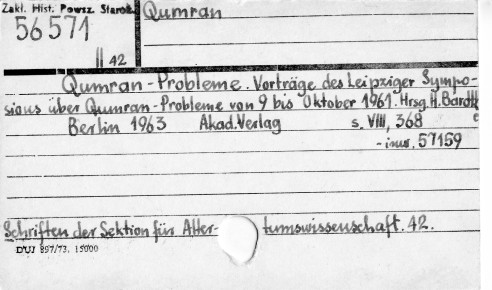 Zakł. Hist. Powsz. Staroż.
Qumran
56571
II 42
Qumran-Probleme. Vorträge des Leipziger Sympo-
sions über Qumran-Probleme von 9 bis Oktober 1961. Hrsg. H. Bardtke
Berlin 1963 Akad. Verlag s. VIII, 368
- inw. 57159
Schriften der Sektion für Alter- tumswissenschaft. 42.
DUJ 897/73. 15000